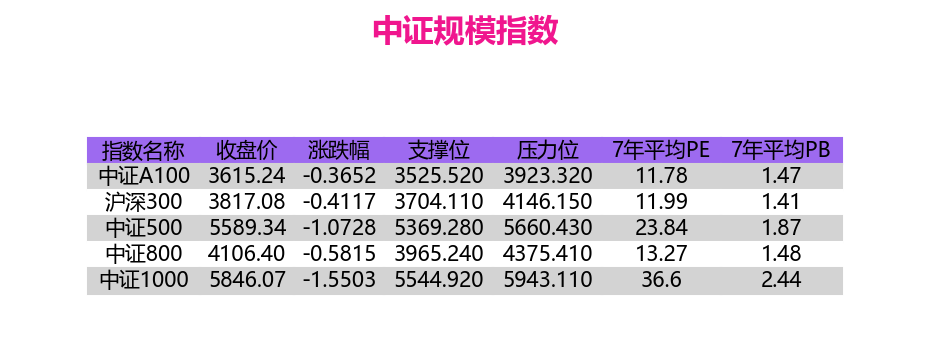 中证规模指数
指数名称 收盘价 涨跌幅 支撑位 压力位 7年平均PE 7年平均PB
中证A100 3615.24 -0.3652 3525.520 3923.320 11.78 1.47
沪深300 3817.08 -0.4117 3704.110 4146.150 11.99 1.41
中证500 5589.34 -1.0728 5369.280 5660.430 23.84 1.87
中证800 4106.40 -0.5815 3965.240 4375.410 13.27 1.48
中证1000 5846.07 -1.5503 5544.920 5943.110 36.6 2.44